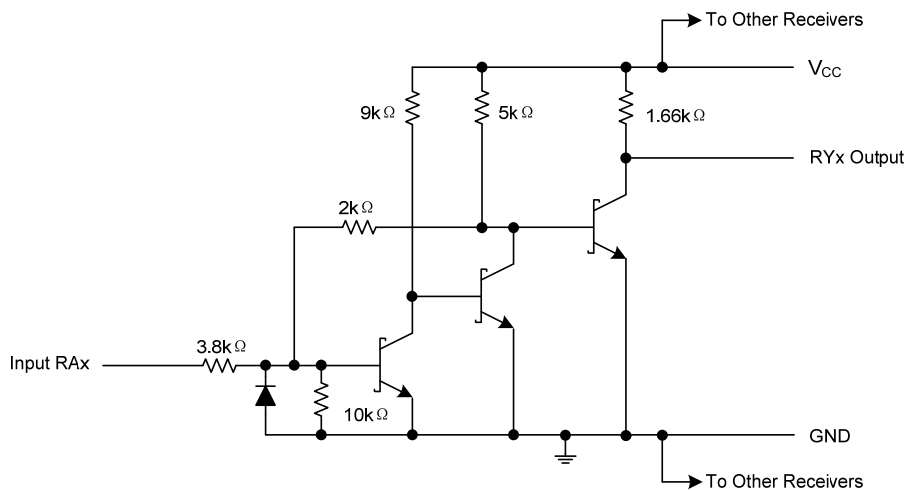 To Other Receivers
V_CC
9kΩ
5kΩ
1.66kΩ
RYx Output
2kΩ
3.8kΩ
Input RAx
10kΩ
GND
To Other Receivers